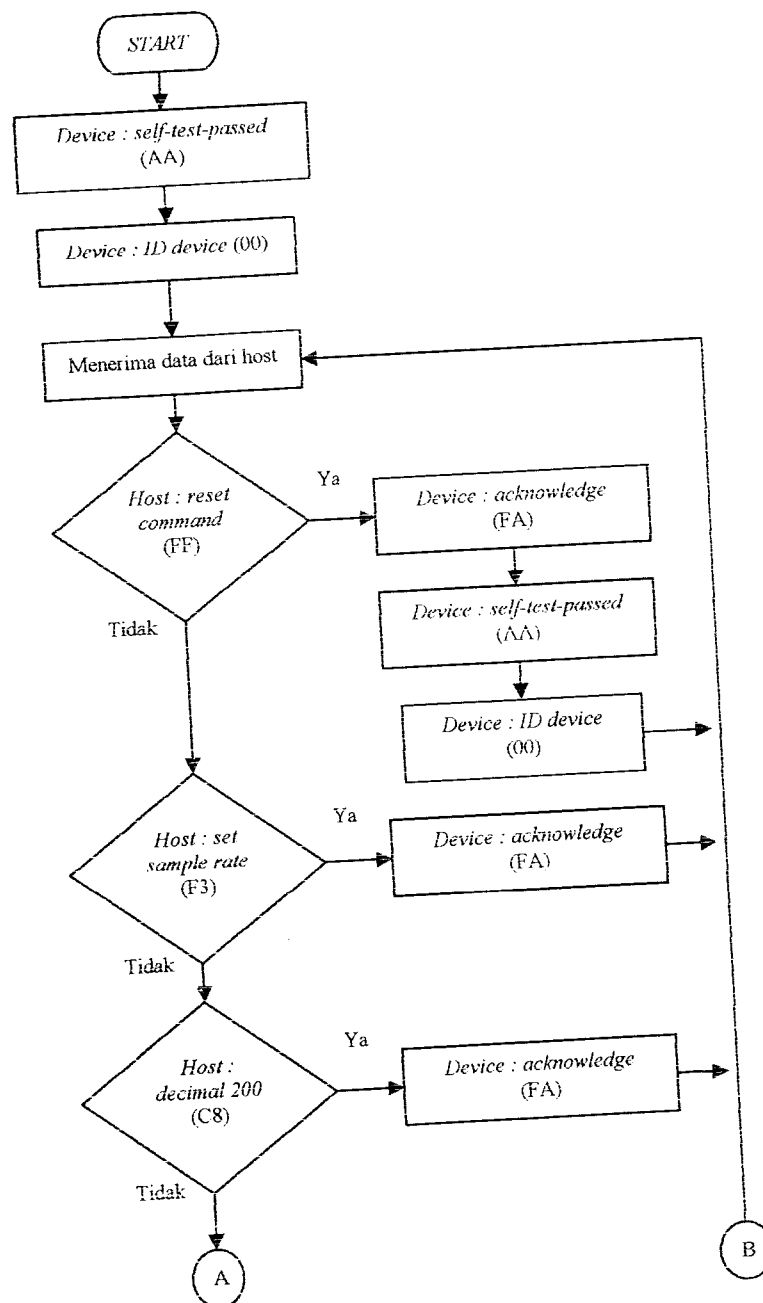 START
Device : self-test-passed
(AA)
Device : ID device (00)
Menerima data dari host
Host : reset
command
(FF)
Ya
Device : acknowledge
(FA)
Device : self-test-passed
(AA)
Device : ID device
(00)
Tidak
Host : set
sample rate
(F3)
Ya
Device : acknowledge
(FA)
Tidak
Host :
decimal 200
(C8)
Ya
Device : acknowledge
(FA)
Tidak
A
B